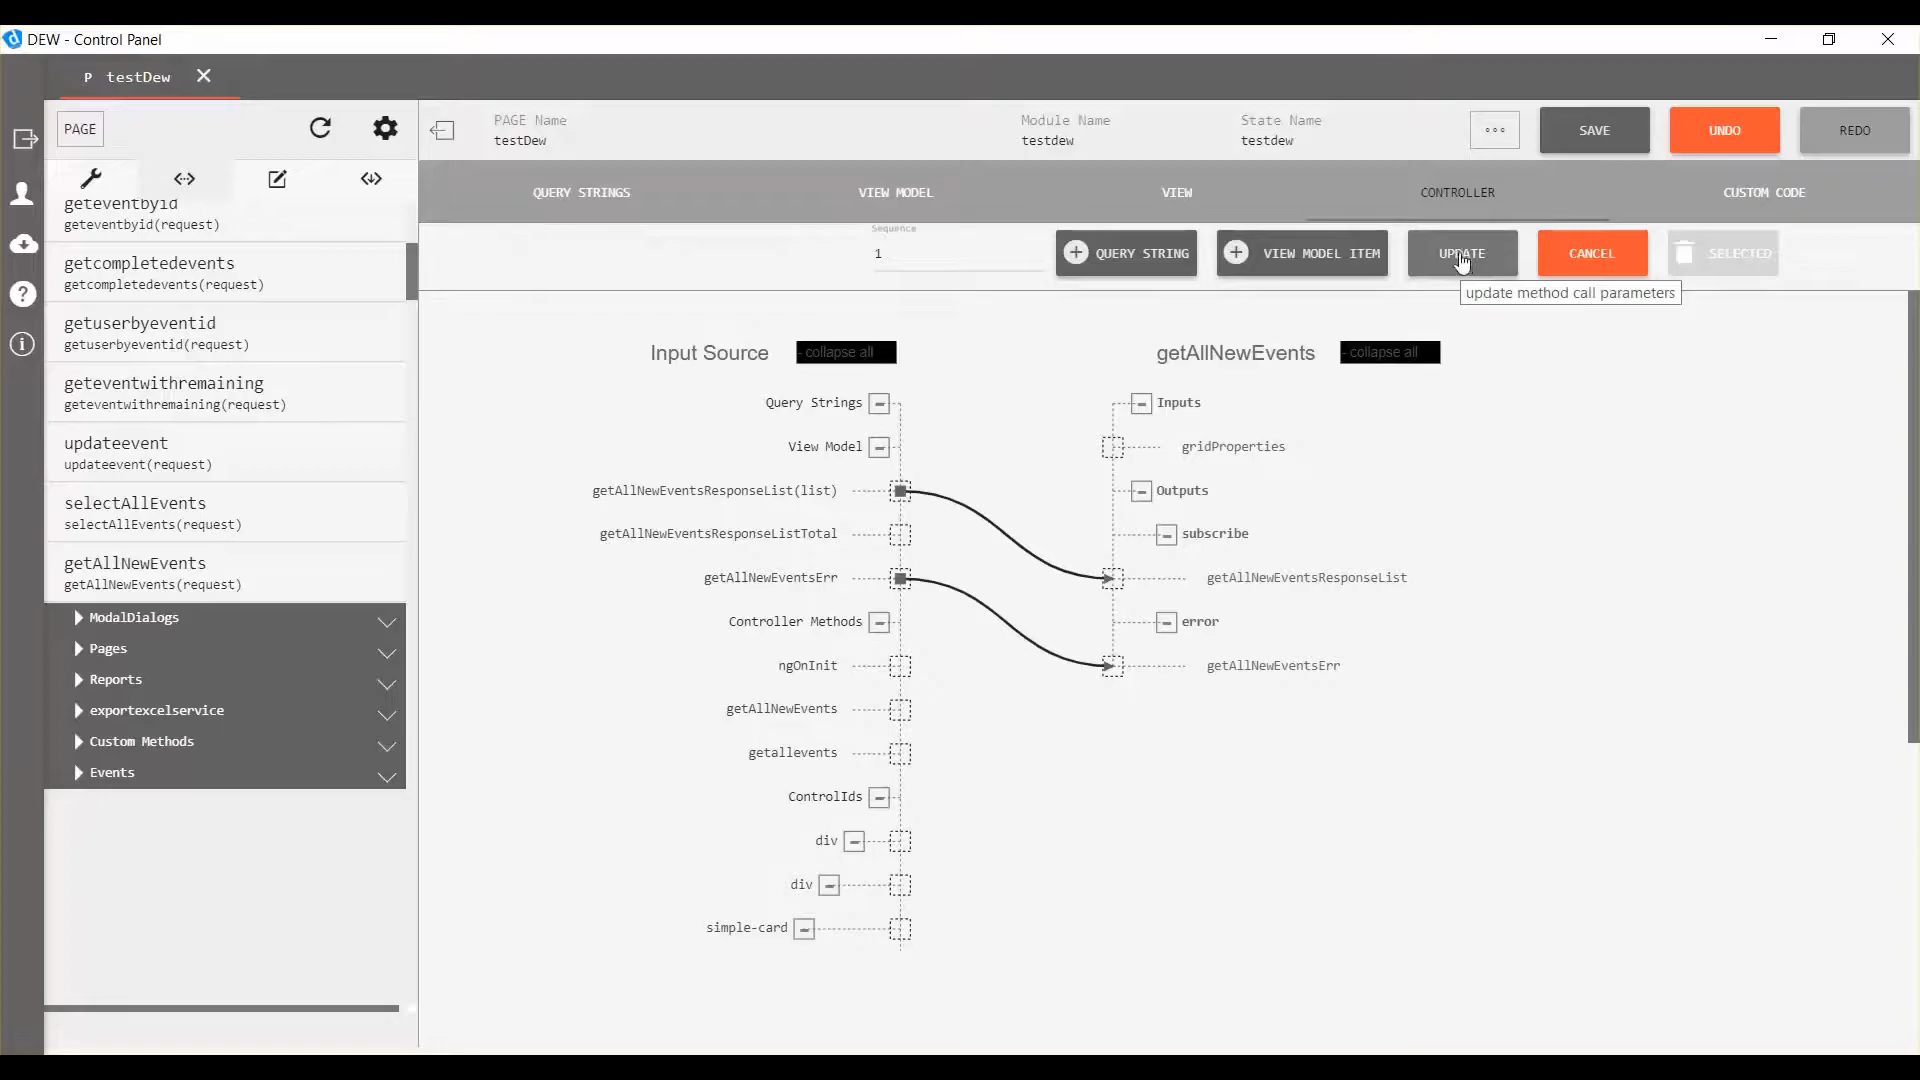 DEW - Control Panel
P testDew
PAGE
PAGE Name
testDew
Module Name
testdew
State Name
testdew
SAVE
UNDO
REDO
QUERY STRINGS
VIEW MODEL
VIEW
CONTROLLER
CUSTOM CODE
Sequence
1
QUERY STRING
VIEW MODEL ITEM
UPDATE
CANCEL
SELECTED
update method call parameters
geteventbyid
geteventbyid(request)
getcompletedevents
getcompletedevents(request)
getuserbyeventid
getuserbyeventid(request)
geteventwithremaining
geteventwithremaining(request)
updateevent
updateevent(request)
selectAllEvents
selectAllEvents(request)
getAllNewEvents
getAllNewEvents(request)
ModalDialogs
Pages
Reports
exportexcelservice
Custom Methods
Events
Input Source
- collapse all
Query Strings
View Model
getAllNewEventsResponseList(list)
getAllNewEventsResponseListTotal
getAllNewEventsErr
Controller Methods
ngOnInit
getAllNewEvents
getallevents
ControlIds
div
div
simple-card
getAllNewEvents
- collapse all
Inputs
gridProperties
Outputs
subscribe
getAllNewEventsResponseList
error
getAllNewEventsErr